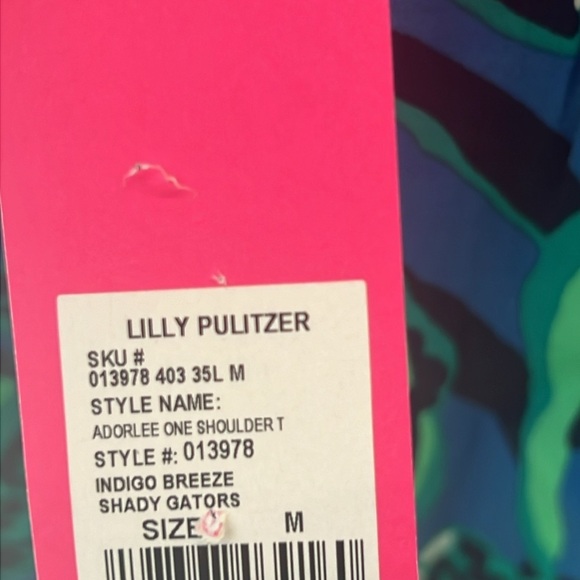 LILLY PULITZER
SKU #
013978 403 35L M
STYLE NAME:
ADORLEE ONE SHOULDER T
STYLE #: 013978
INDIGO BREEZE
SHADY GATORS
SIZE M